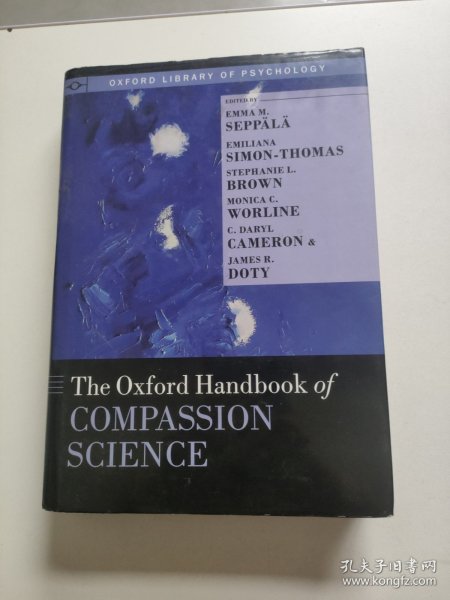 OXFORD LIBRARY OF PSYCHOLOGY
EDITED BY
EMMA M.
SEPPÄLÄ
EMILIANA
SIMON-THOMAS
STEPHANIE L.
BROWN
MONICA C.
WORLINE
C. DARYL
CAMERON &
JAMES R.
DOTY
The Oxford Handbook of
COMPASSION
SCIENCE
孔夫子旧书网
www.kongfz.com